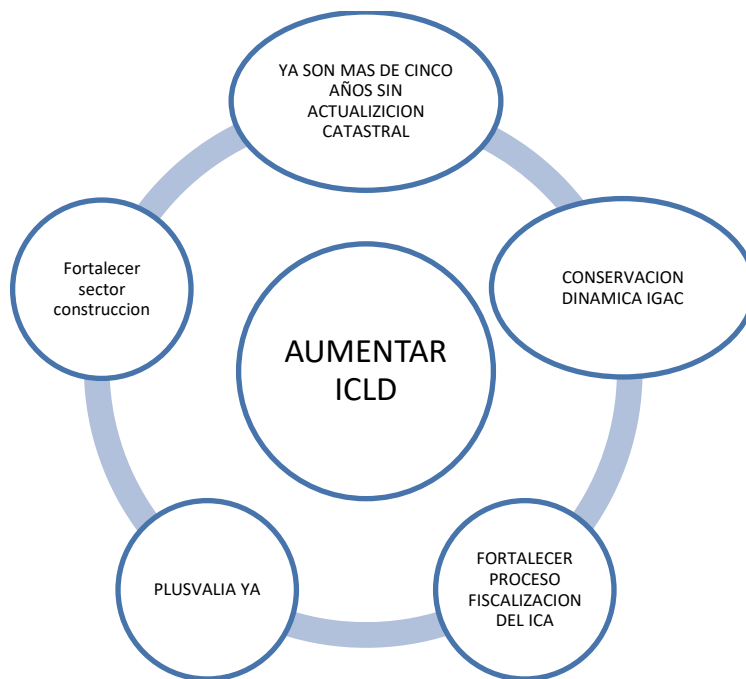 YA SON MAS DE CINCO
AÑOS SIN
ACTUALIZICION
CATASTRAL
CONSERVACION
DINAMICA IGAC
FORTALECER
PROCESO
FISCALIZACION
DEL ICA
PLUSVALIA YA
Fortalecer
sector
construccion
AUMENTAR
ICLD